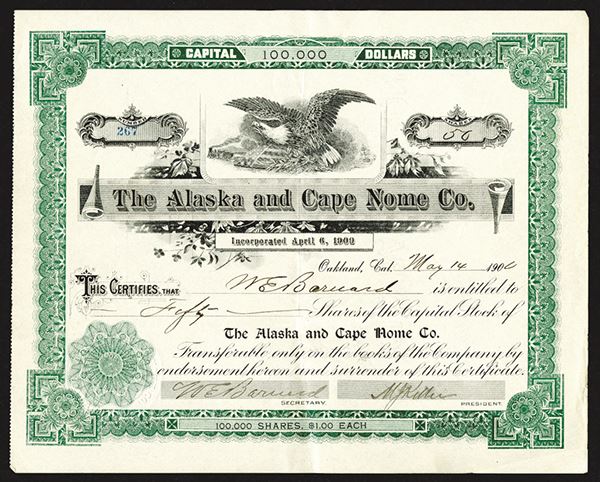 CAPITAL 100,000 DOLLARS
267
50
The Alaska and Cape Nome Co.
Incorporated April 6, 1900
Oakland, Cal. May 14 1900
THIS CERTIFIES THAT W E Barnard is entitled to
Fifty Shares of the Capital Stock of
The Alaska and Cape Nome Co.
Transferable only on the books of the Company by
endorsement hereon and surrender of this Certificate.
W E Barnard
SECRETARY. PRESIDENT.
100,000 SHARES, $1.00 EACH